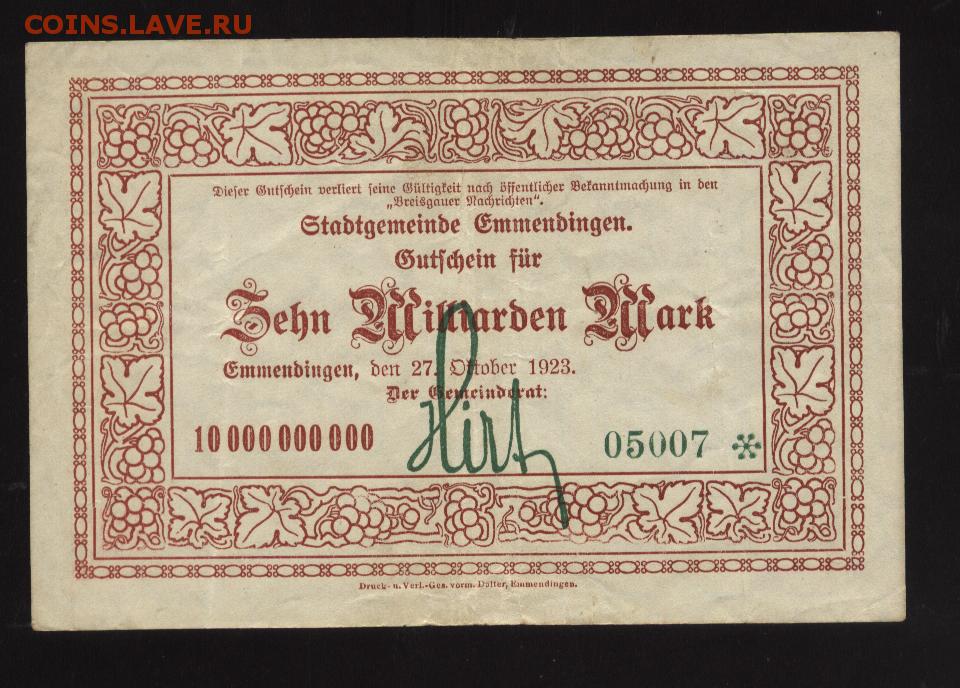 COINS.LAVE.RU
Dieser Gutschein verliert seine Gültigkeit nach öffentlicher Bekanntmachung in den
„Breisgauer Nachrichten“.
Stadtgemeinde Emmendingen.
Gutschein für
Zehn Milliarden Mark
Emmendingen, den 27. Oktober 1923.
Der Gemeinderat:
Hirt
10 000 000 000
05007 *
Druck- u. Verl.-Ges. vorm. Dölter, Emmendingen.